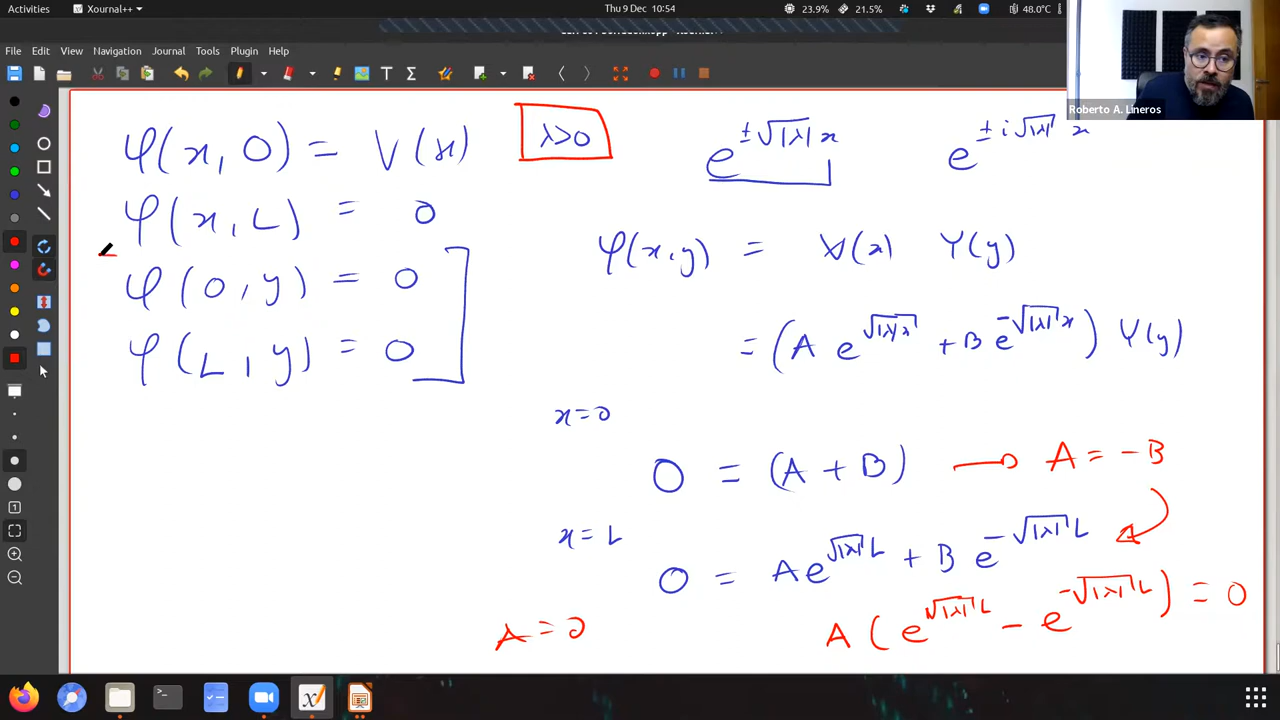 Activities Xournal++ Thu 9 Dec 10:54 23.9% 21.5% 48.0°C
File Edit View Navigation Journal Tools Plugin Help
Roberto A. Lineros
φ(x, 0) = V(x)
φ(x, L) = 0
φ(0, y) = 0
φ(L, y) = 0
λ>0
e^{±√|λ| x}
e^{±i√|λ| x}
φ(x,y) = X(x) Y(y)
= (A e^{√|λ| x} + B e^{-√|λ| x}) Y(y)
x=0
0 = (A + B) → A = -B
x = L
0 = A e^{√|λ| L} + B e^{-√|λ| L}
A = 0
A (e^{√|λ| L} - e^{-√|λ| L}) = 0